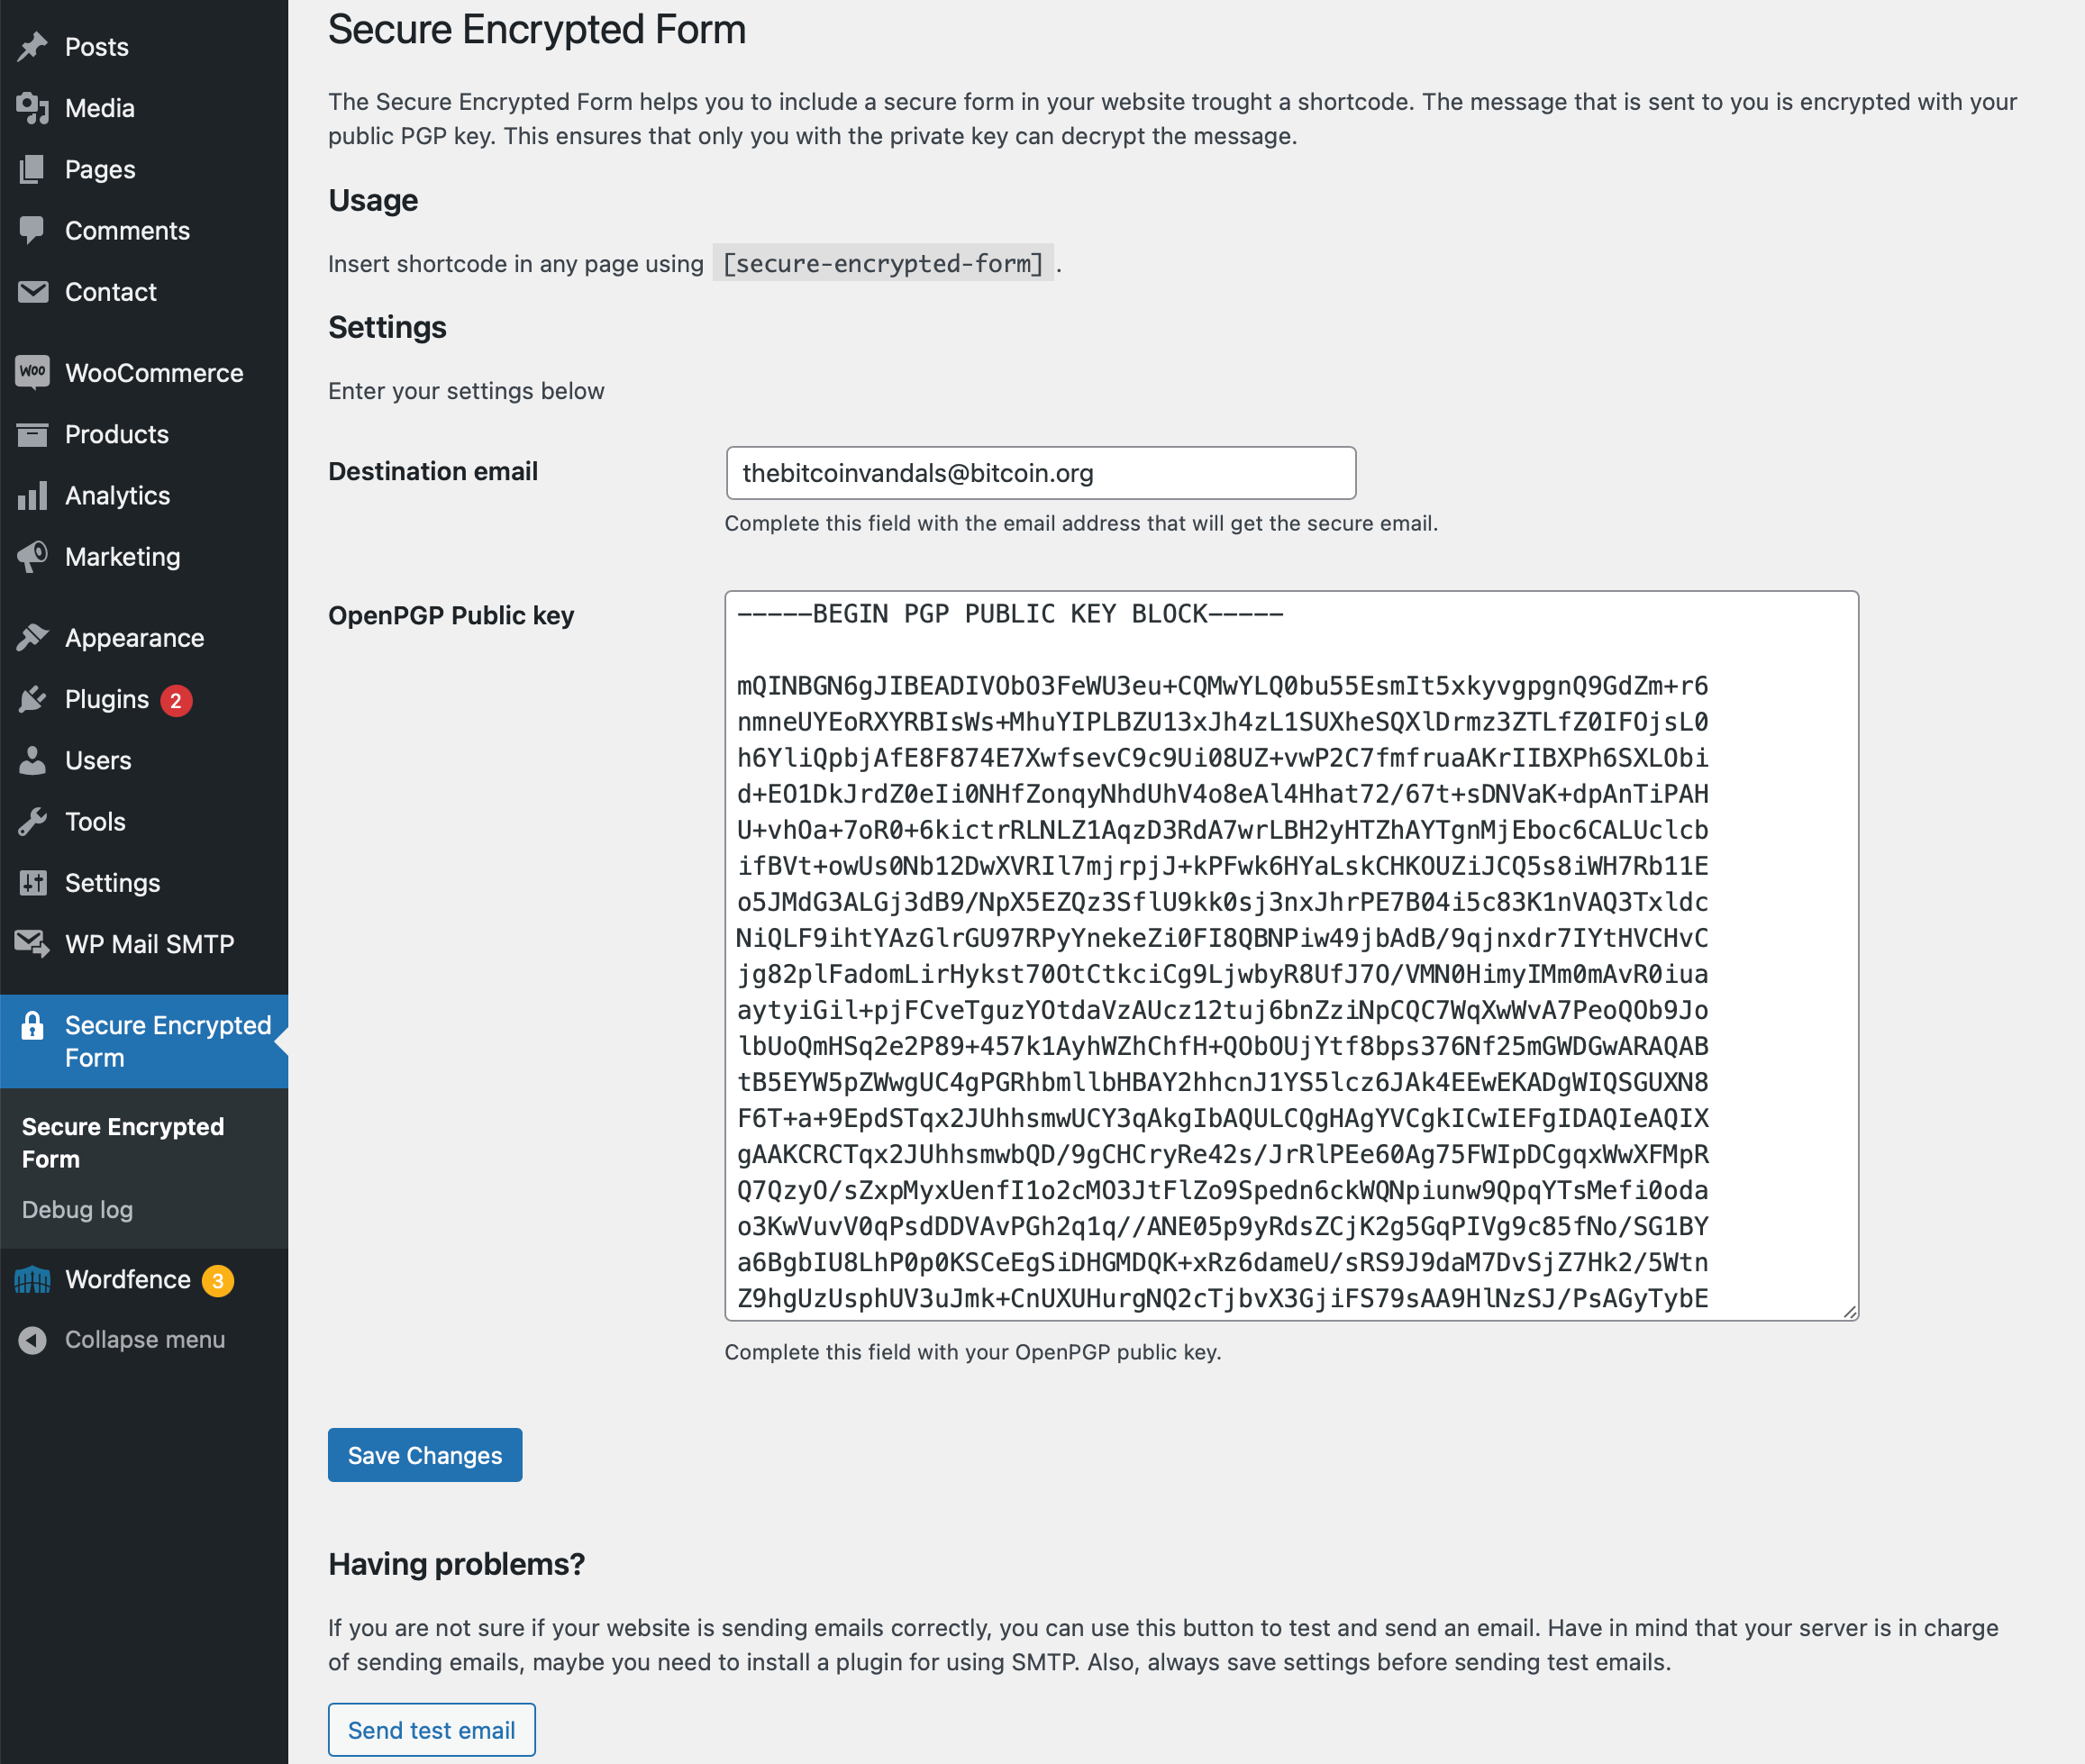 Posts
Media
Pages
Comments
Contact
WOO
WooCommerce
Products
Analytics
Marketing
Appearance
Plugins 2
Users
Tools
Settings
WP Mail SMTP
Secure Encrypted
Form
Secure Encrypted
Form
Debug log
Wordfence 3
Collapse menu
Secure Encrypted Form
The Secure Encrypted Form helps you to include a secure form in your website trought a shortcode. The message that is sent to you is encrypted with your
public PGP key. This ensures that only you with the private key can decrypt the message.
Usage
Insert shortcode in any page using [secure-encrypted-form] .
Settings
Enter your settings below
Destination email
thebitcoinvandals@bitcoin.org
Complete this field with the email address that will get the secure email.
OpenPGP Public key
-----BEGIN PGP PUBLIC KEY BLOCK-----
mQINBGN6gJIBEADIVObO3FeWU3eu+CQMwYLQ0bu55EsmIt5xkyvgpgnQ9GdZm+r6
nmneUYEoRXYRBIsWs+MhuYIPLBZU13xJh4zL1SUXheSQXlDrmz3ZTLfZ0IFOjsL0
h6YliQpbjAfE8F874E7XwfsevC9c9Ui08UZ+vwP2C7fmfruaAKrIIBXPh6SXLObi
d+EO1DkJrdZ0eIi0NHfZonqyNhdUhV4o8eAl4Hhat72/67t+sDNVaK+dpAnTiPAH
U+vhOa+7oR0+6kictrRLNLZ1AqzD3RdA7wrLBH2yHTZhAYTgnMjEboc6CALUclcb
ifBVt+owUs0Nb12DwXVRIl7mjrpjJ+kPFwk6HYaLskCHKOUZiJCQ5s8iWH7Rb11E
o5JMdG3ALGj3dB9/NpX5EZQz3SflU9kk0sj3nxJhrPE7B04i5c83K1nVAQ3Txldc
NiQLF9ihtYAzGlrGU97RPyYnekeZi0FI8QBNPiw49jbAdB/9qjnxdr7IYtHVCHvC
jg82plFadomLirHykst70OtCtkciCg9LjwbyR8UfJ7O/VMN0HimyIMm0mAvR0iua
aytyiGil+pjFCveTguzYOtdaVzAUcz12tuj6bnZziNpCQC7WqXwWvA7PeoQOb9Jo
lbUoQmHSq2e2P89+457k1AyhWZhChfH+QObOUjYtf8bps376Nf25mGWDGwARAQAB
tB5EYW5pZWwgUC4gPGRhbmllbHBAY2hhcnJ1YS5lcz6JAk4EEwEKADgWIQSGUXN8
F6T+a+9EpdSTqx2JUhhsmwUCY3qAkgIbAQULCQgHAgYVCgkICwIEFgIDAQIeAQIX
gAAKCRCTqx2JUhhsmwbQD/9gCHCryRe42s/JrRlPEe60Ag75FWIpDCgqxWwXFMpR
Q7QzyO/sZxpMyxUenfI1o2cMO3JtFlZo9Spedn6ckWQNpiunw9QpqYTsMefi0oda
o3KwVuvV0qPsdDDVAvPGh2q1q//ANE05p9yRdsZCjK2g5GqPIVg9c85fNo/SG1BY
a6BgbIU8LhP0p0KSCeEgSiDHGMDQK+xRz6dameU/sRS9J9daM7DvSjZ7Hk2/5Wtn
Z9hgUzUsphUV3uJmk+CnUXUHurgNQ2cTjbvX3GjiFS79sAA9HlNzSJ/PsAGyTybE
Complete this field with your OpenPGP public key.
Save Changes
Having problems?
If you are not sure if your website is sending emails correctly, you can use this button to test and send an email. Have in mind that your server is in charge
of sending emails, maybe you need to install a plugin for using SMTP. Also, always save settings before sending test emails.
Send test email